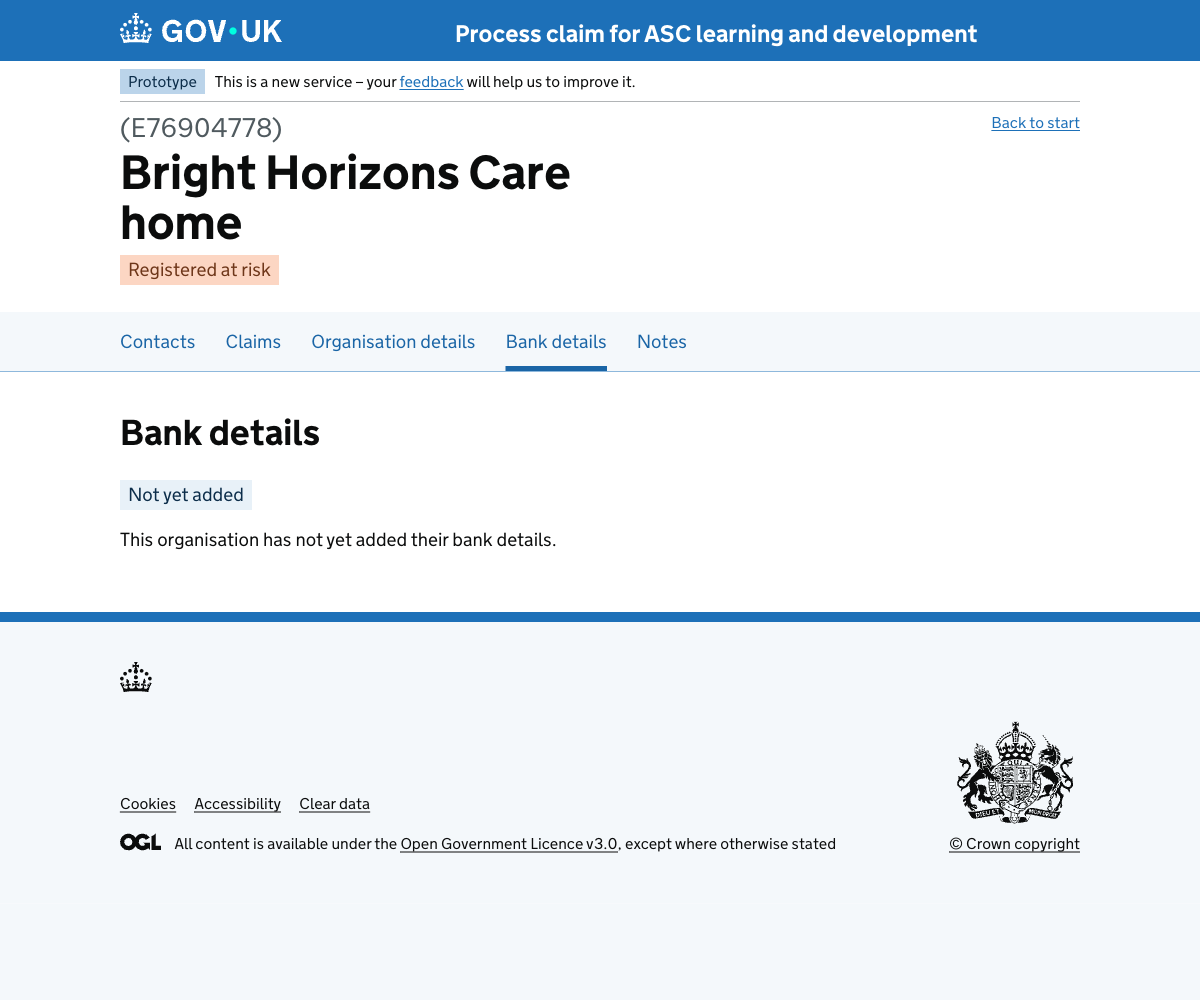 GOV·UK
Process claim for ASC learning and development
Prototype This is a new service – your feedback will help us to improve it.
(E76904778)
Back to start
Bright Horizons Care
home
Registered at risk
Contacts Claims Organisation details Bank details Notes
Bank details
Not yet added
This organisation has not yet added their bank details.
Cookies Accessibility Clear data
OGL All content is available under the Open Government Licence v3.0, except where otherwise stated
© Crown copyright